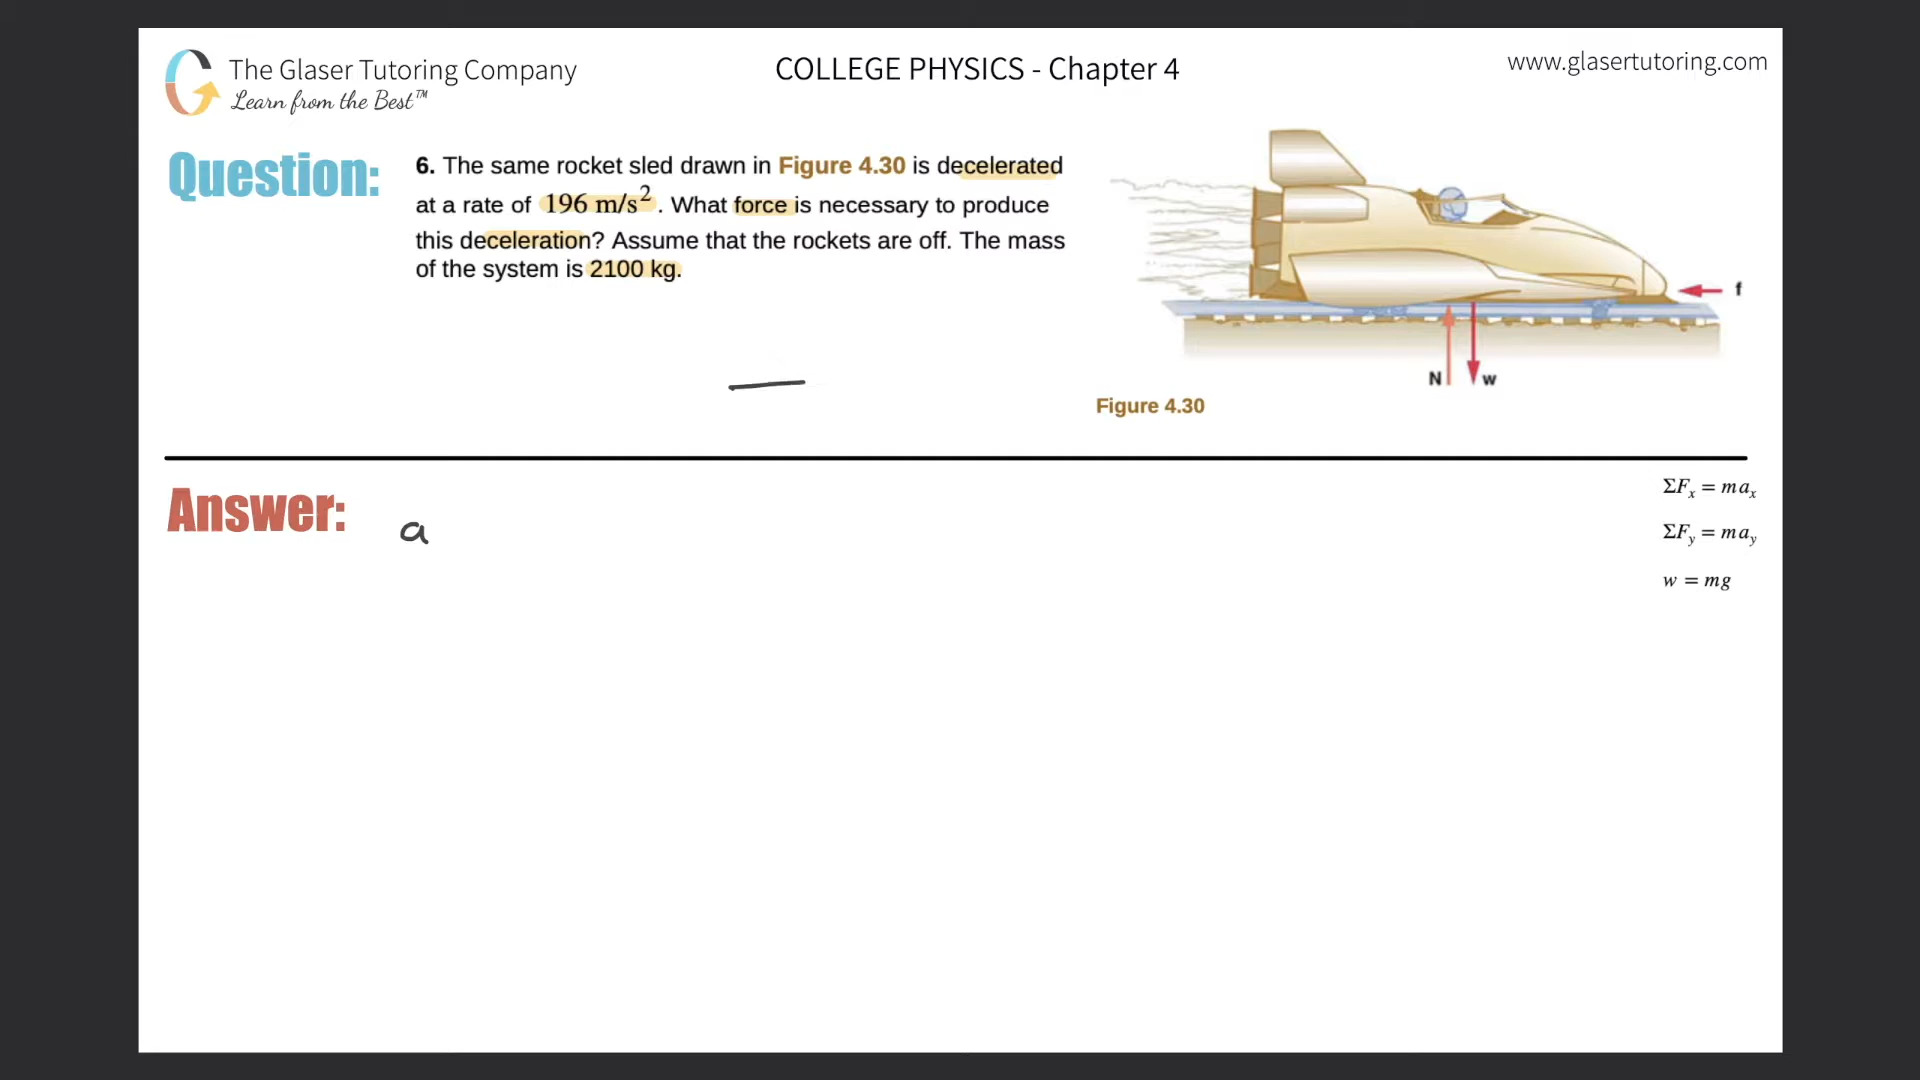 The Glaser Tutoring Company
Learn from the Best™
COLLEGE PHYSICS - Chapter 4
www.glasertutoring.com
Question:
6. The same rocket sled drawn in Figure 4.30 is decelerated
at a rate of 196 m/s². What force is necessary to produce
this deceleration? Assume that the rockets are off. The mass
of the system is 2100 kg.
f
N
w
Figure 4.30
Answer:
a
ΣFₓ = maₓ
ΣF_y = ma_y
w = mg